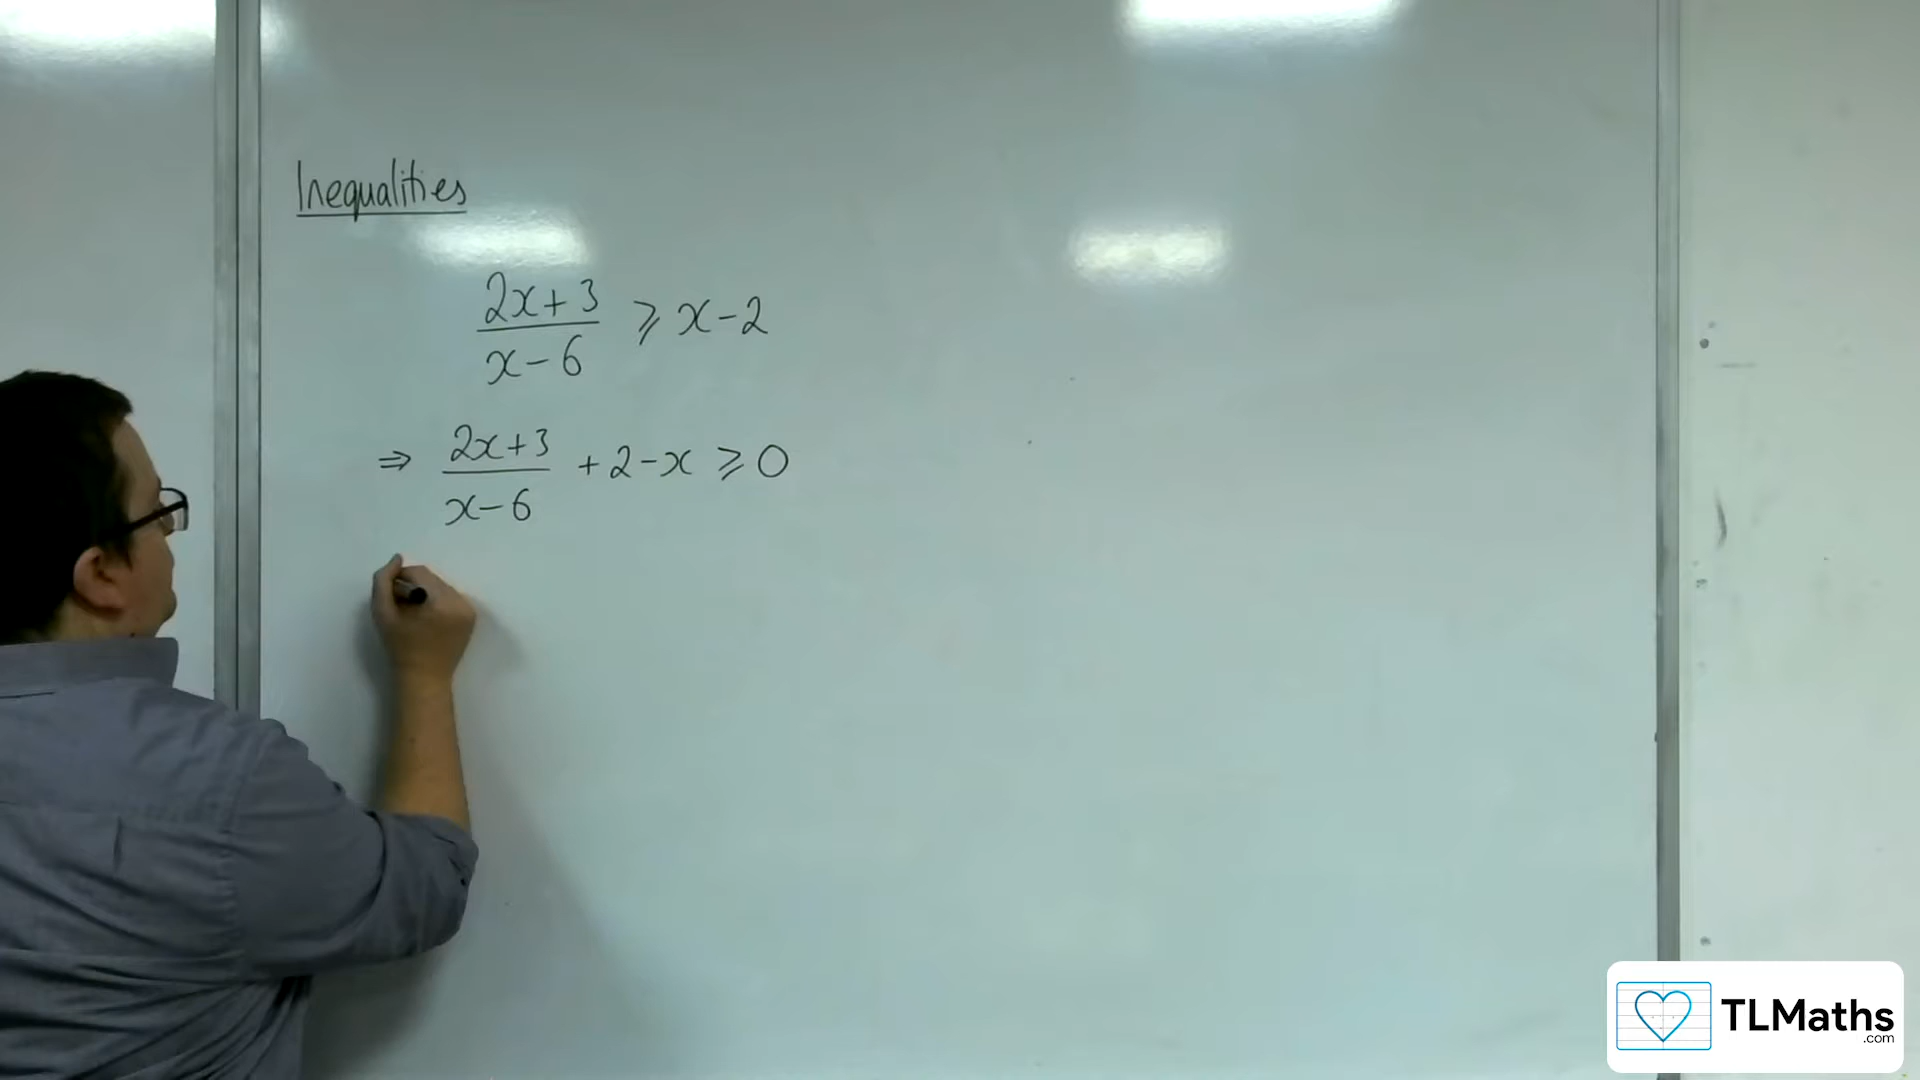 Inequalities
2x+3 / x-6 ⩾ x-2
⇒ 2x+3 / x-6 +2-x ⩾ 0
TLMaths
.com